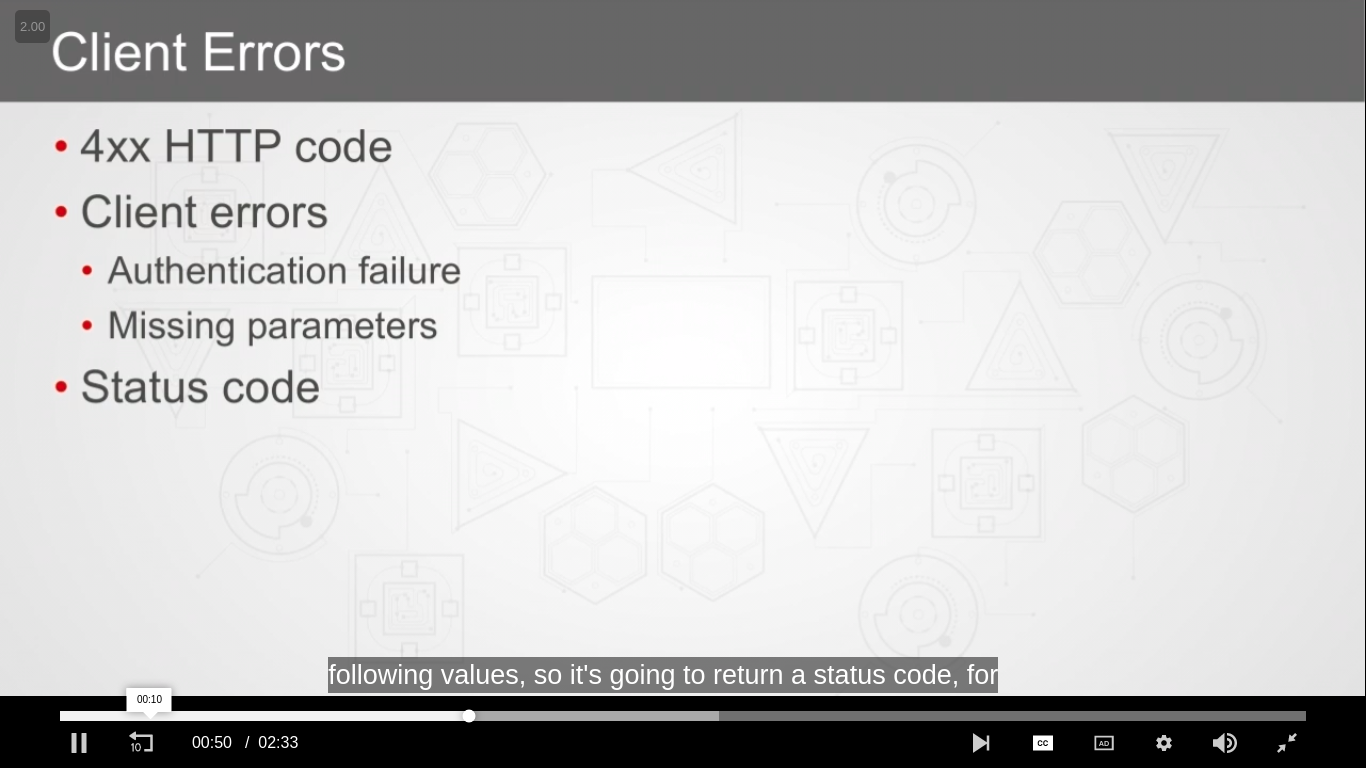 2.00
Client Errors
• 4xx HTTP code
• Client errors
• Authentication failure
• Missing parameters
• Status code
following values, so it's going to return a status code, for
00:10
10
00:50 / 02:33
CC
AD